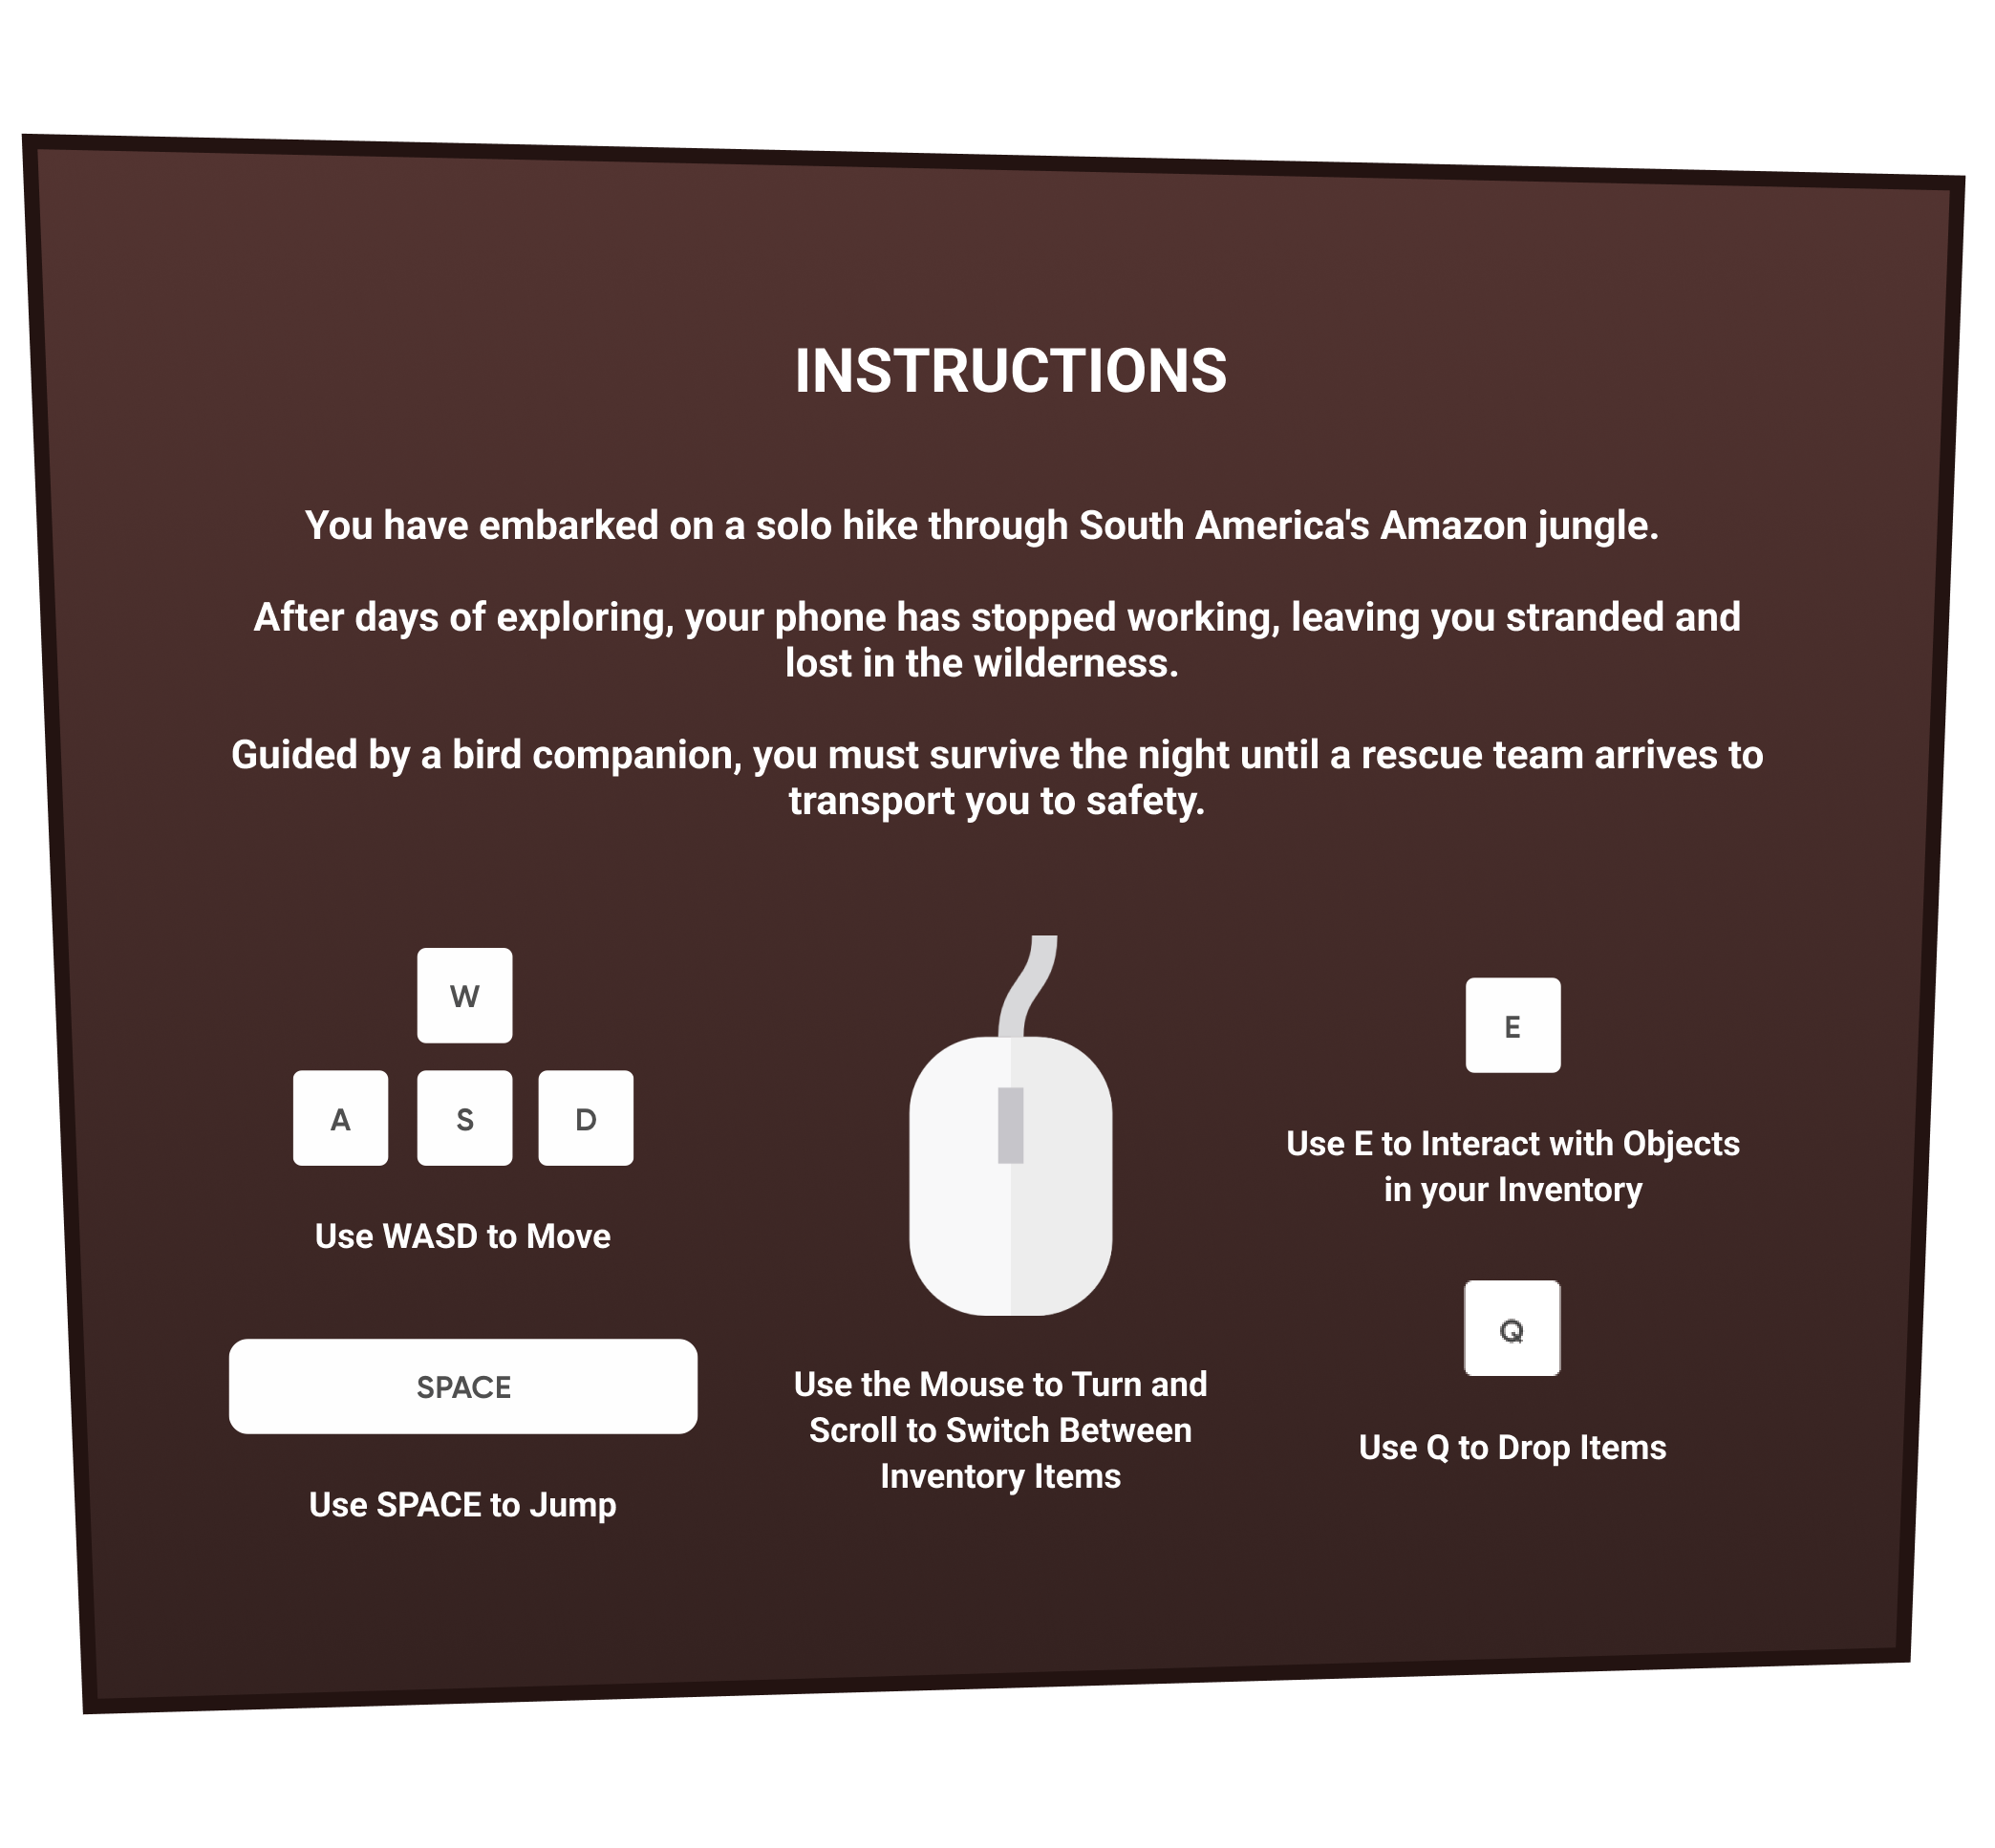 INSTRUCTIONS
You have embarked on a solo hike through South America's Amazon jungle.
After days of exploring, your phone has stopped working, leaving you stranded and
lost in the wilderness.
Guided by a bird companion, you must survive the night until a rescue team arrives to
transport you to safety.
W
A S D
Use WASD to Move
SPACE
Use SPACE to Jump
Use the Mouse to Turn and
Scroll to Switch Between
Inventory Items
E
Use E to Interact with Objects
in your Inventory
Q
Use Q to Drop Items